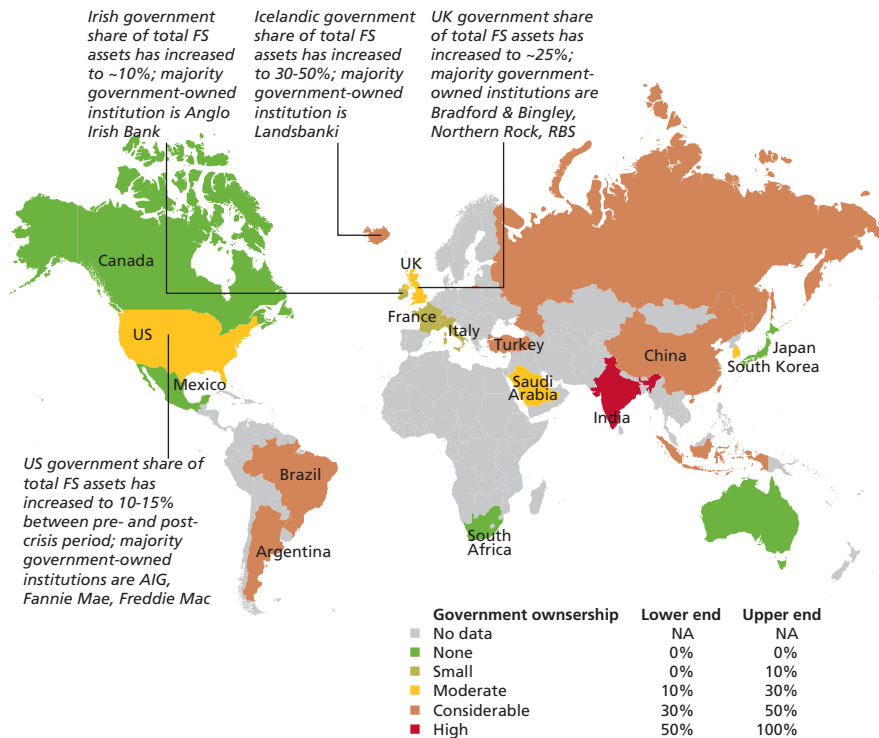 Irish government
share of total FS
assets has increased
to ~10%; majority
government-owned
institution is Anglo
Irish Bank
Icelandic government
share of total FS
assets has increased
to 30-50%; majority
government-owned
institution is
Landsbanki
UK government share
of total FS assets has
increased to ~25%;
majority government-
owned institutions are
Bradford & Bingley,
Northern Rock, RBS
Canada
UK
US
France
Italy
Turkey
China
Japan
South Korea
Mexico
Saudi
Arabia
India
Brazil
Argentina
South
Africa
US government share of
total FS assets has
increased to 10-15%
between pre- and post-
crisis period; majority
government-owned
institutions are AIG,
Fannie Mae, Freddie Mac
Government ownsership Lower end Upper end
No data NA NA
None 0% 0%
Small 0% 10%
Moderate 10% 30%
Considerable 30% 50%
High 50% 100%